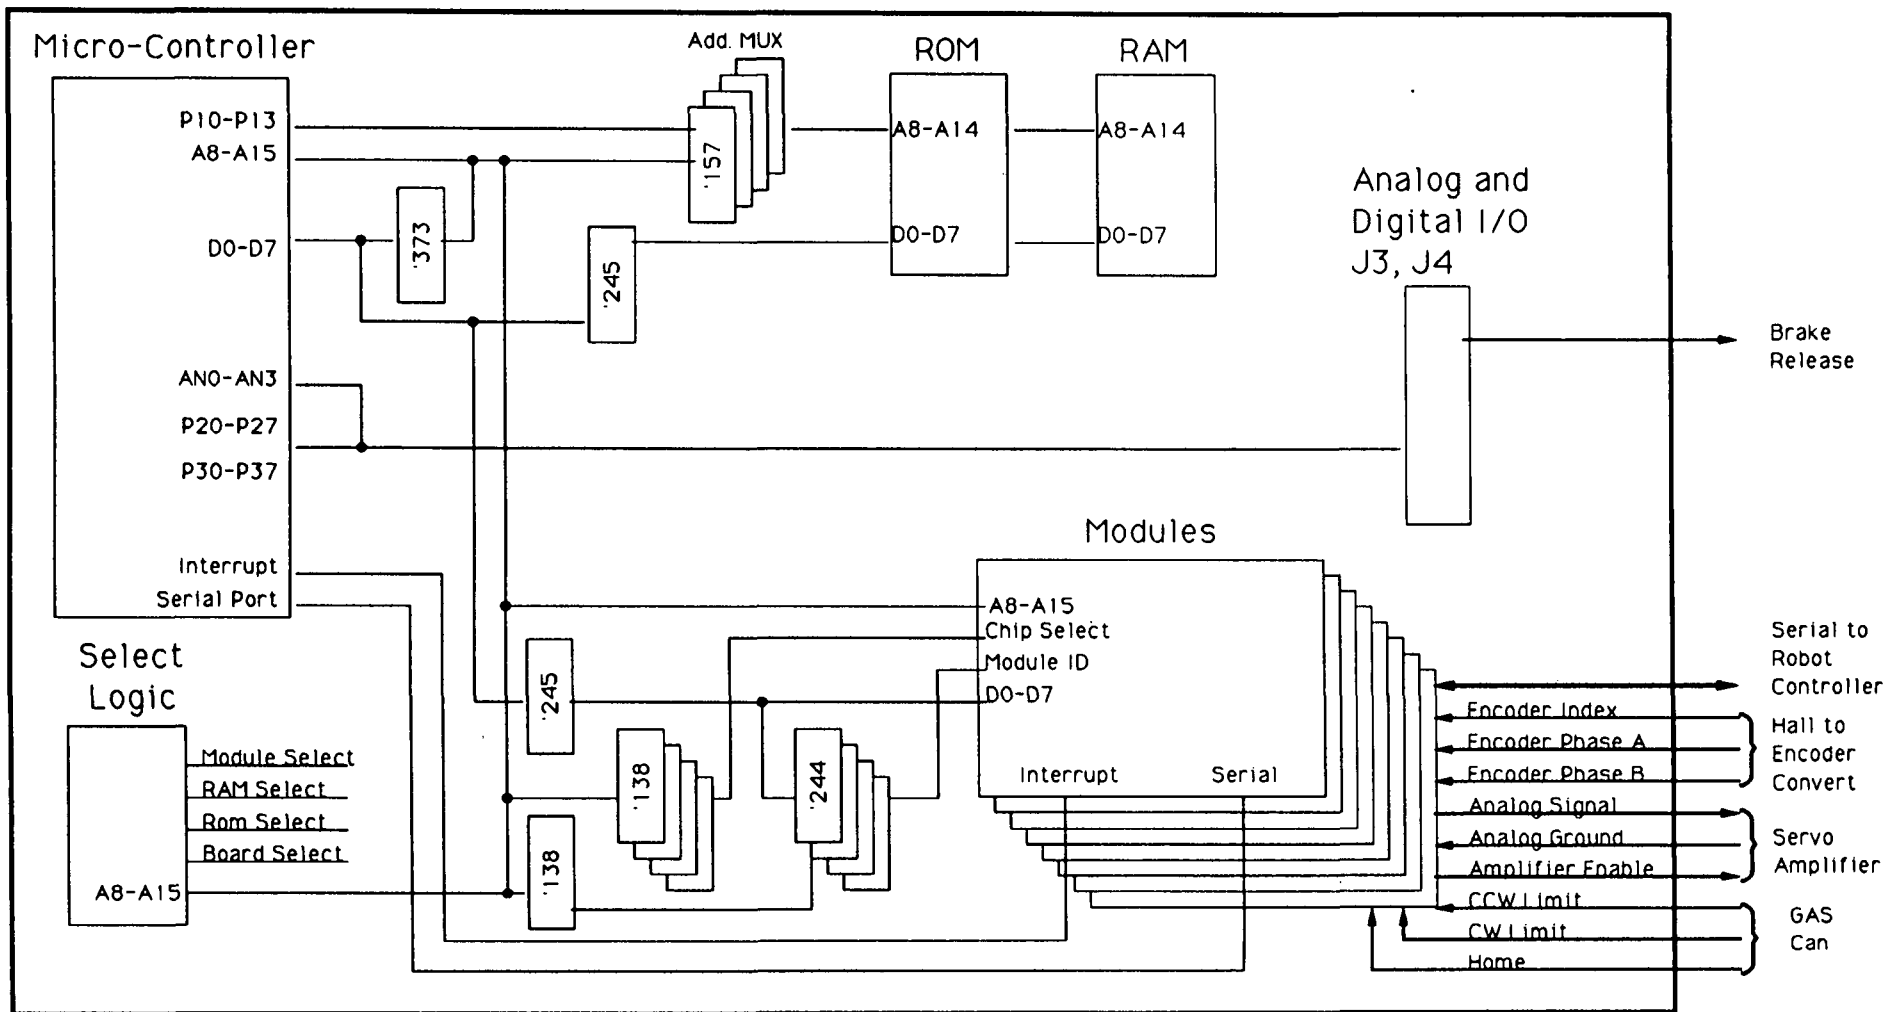 Micro-Controller
P10-P13
A8-A15
D0-D7
AN0-AN3
P20-P27
P30-P37
Interrupt
Serial Port
Add. MUX
'157
'373
'245
ROM
A8-A14
D0-D7
RAM
A8-A14
D0-D7
Analog and
Digital I/O
J3, J4
Brake
Release
Select
Logic
Module Select
RAM Select
Rom Select
Board Select
A8-A15
'245
'138
'138
'244
Modules
A8-A15
Chip Select
Module ID
D0-D7
Interrupt
Serial
Serial to
Robot
Controller
Encoder Index
Encoder Phase A
Encoder Phase B
Hall to
Encoder
Convert
Analog Signal
Analog Ground
Amplifier Enable
Servo
Amplifier
CCW Limit
CW Limit
Home
GAS
Can